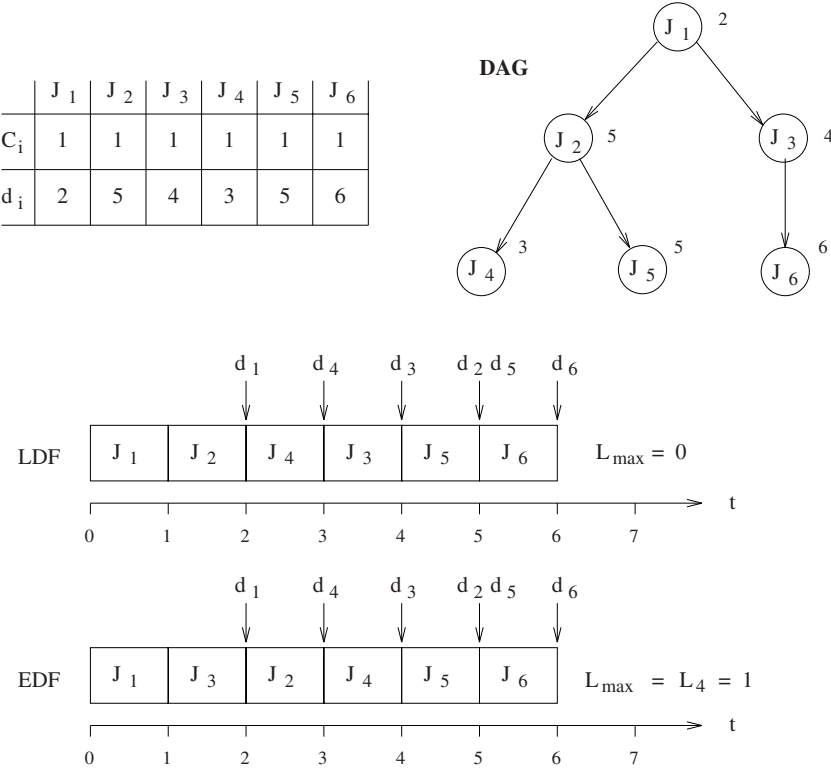 J 1 J 2 J 3 J 4 J 5 J 6
C i 1 1 1 1 1 1
d i 2 5 4 3 5 6
DAG
J 1 2
J 2 5
J 3 4
J 4 3
J 5 5
J 6 6
d 1 d 4 d 3 d 2 d 5 d 6
LDF J 1 J 2 J 4 J 3 J 5 J 6 L max = 0
t
0 1 2 3 4 5 6 7
d 1 d 4 d 3 d 2 d 5 d 6
EDF J 1 J 3 J 2 J 4 J 5 J 6 L max = L 4 = 1
t
0 1 2 3 4 5 6 7